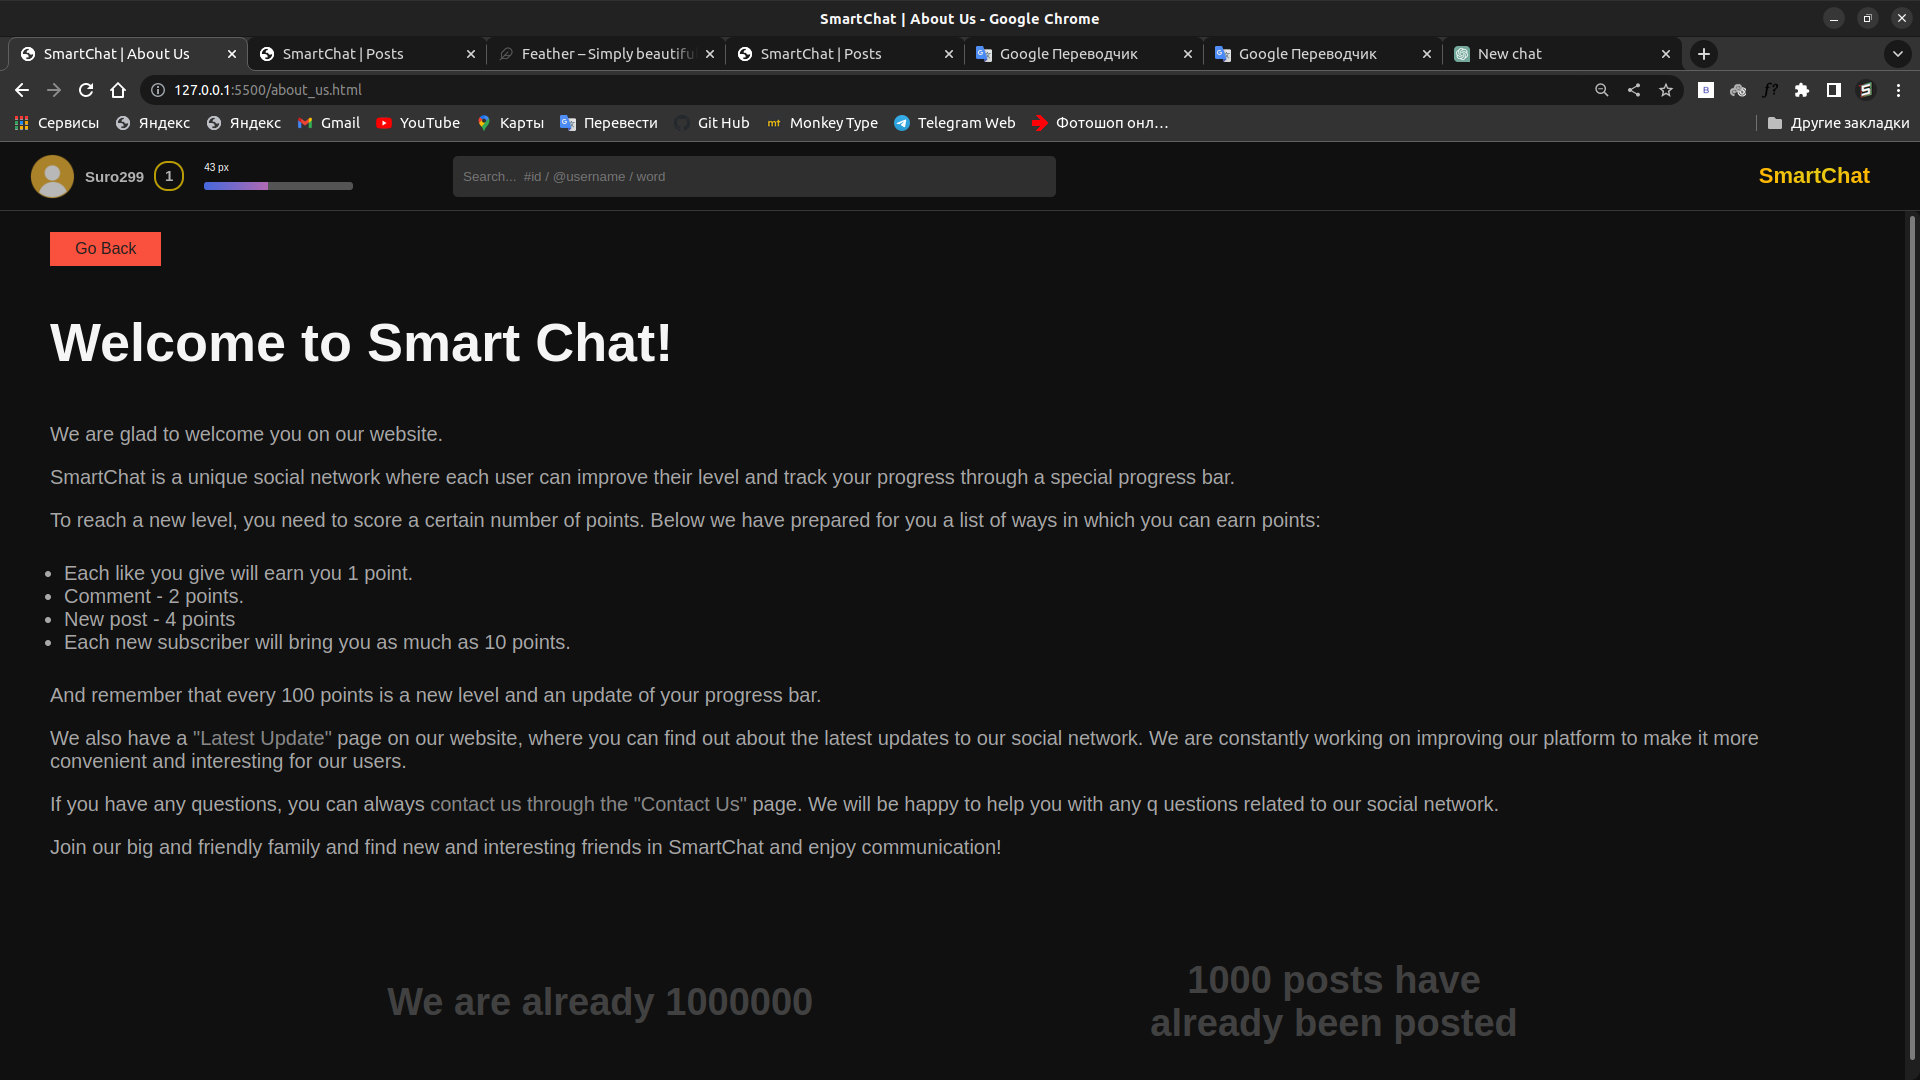 SmartChat | About Us - Google Chrome
SmartChat | About Us
SmartChat | Posts
Feather – Simply beautiful
SmartChat | Posts
Google Переводчик
Google Переводчик
New chat
127.0.0.1:5500/about_us.html
Сервисы
Яндекс
Яндекс
Gmail
YouTube
Карты
Перевести
Git Hub
mt Monkey Type
Telegram Web
Фотошоп онл…
Другие закладки
Suro299
1
43 px
Search... #id / @username / word
SmartChat
Go Back
Welcome to Smart Chat!
We are glad to welcome you on our website.
SmartChat is a unique social network where each user can improve their level and track your progress through a special progress bar.
To reach a new level, you need to score a certain number of points. Below we have prepared for you a list of ways in which you can earn points:
• Each like you give will earn you 1 point.
• Comment - 2 points.
• New post - 4 points
• Each new subscriber will bring you as much as 10 points.
And remember that every 100 points is a new level and an update of your progress bar.
We also have a "Latest Update" page on our website, where you can find out about the latest updates to our social network. We are constantly working on improving our platform to make it more
convenient and interesting for our users.
If you have any questions, you can always contact us through the "Contact Us" page. We will be happy to help you with any q uestions related to our social network.
Join our big and friendly family and find new and interesting friends in SmartChat and enjoy communication!
We are already 1000000
1000 posts have
already been posted